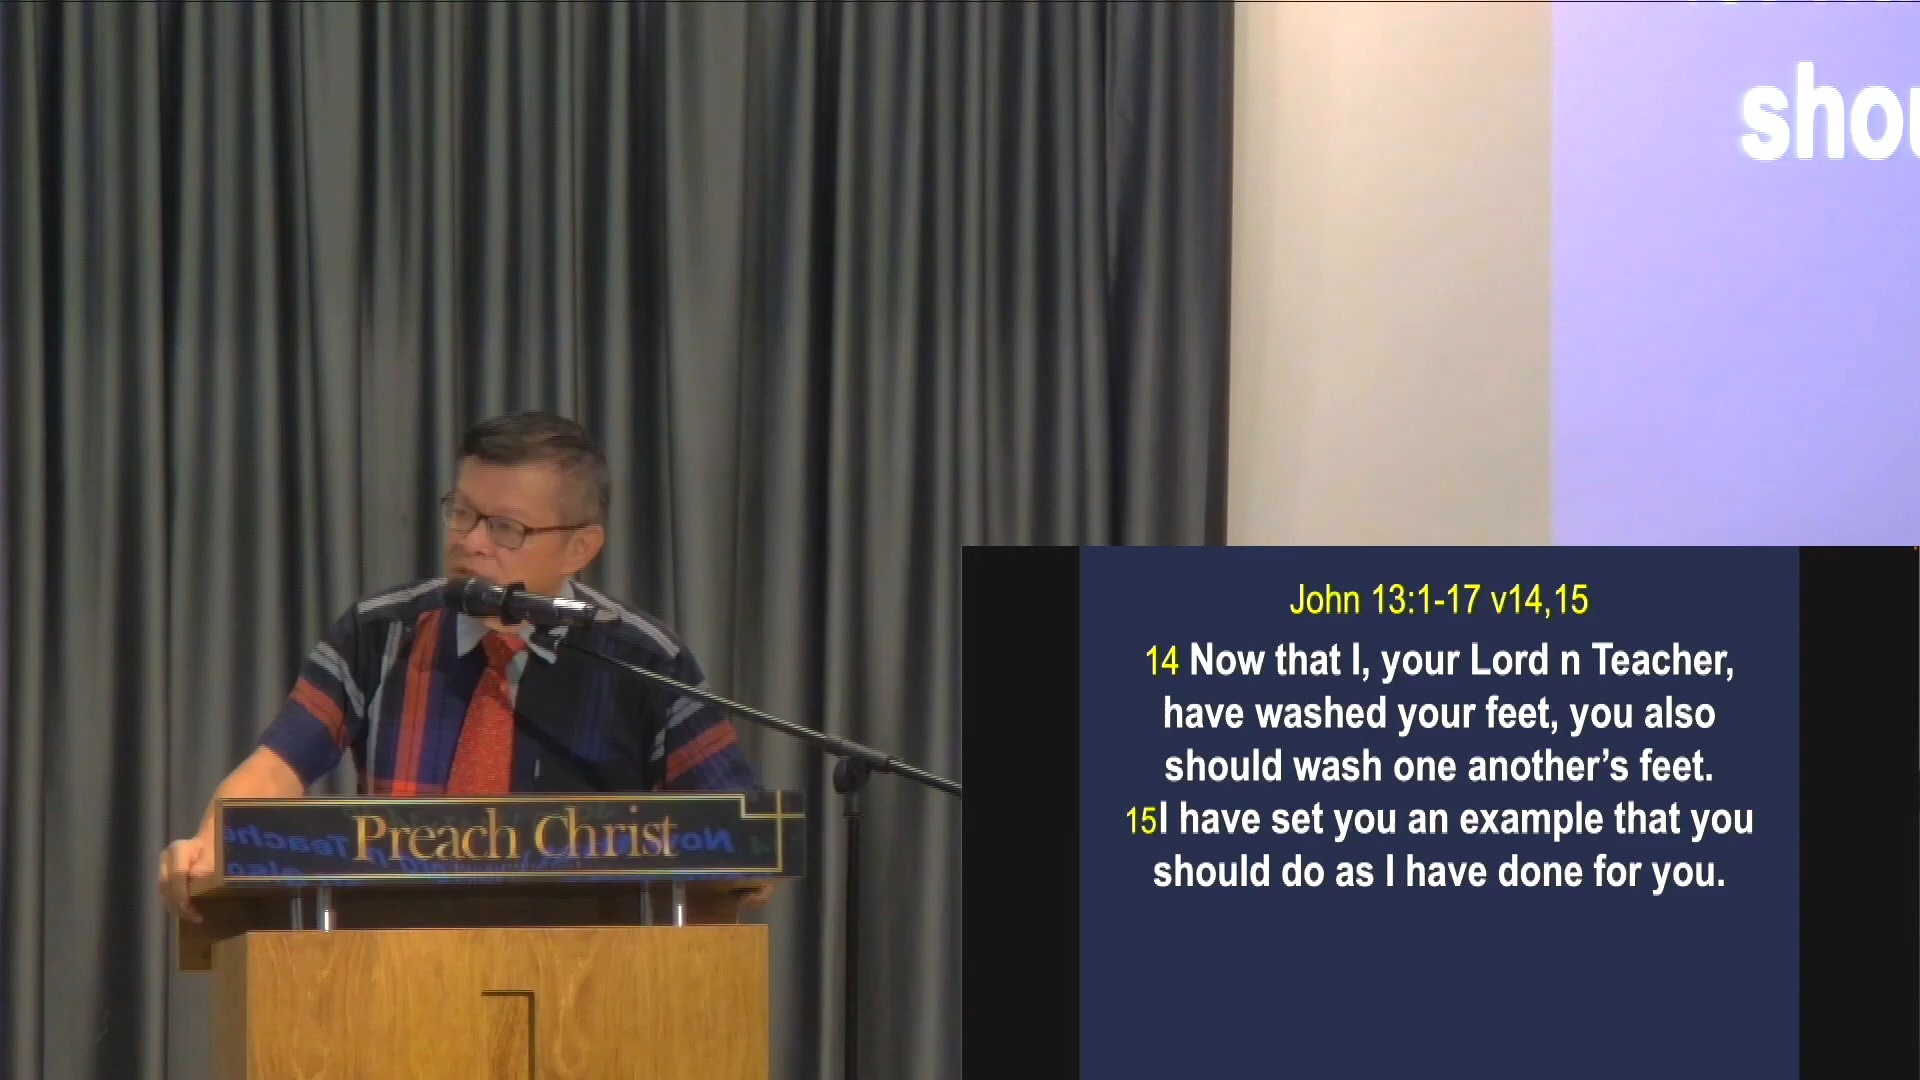 shou
John 13:1-17 v14,15
14 Now that I, your Lord n Teacher,
have washed your feet, you also
should wash one another’s feet.
15I have set you an example that you
should do as I have done for you.
Preach Christ